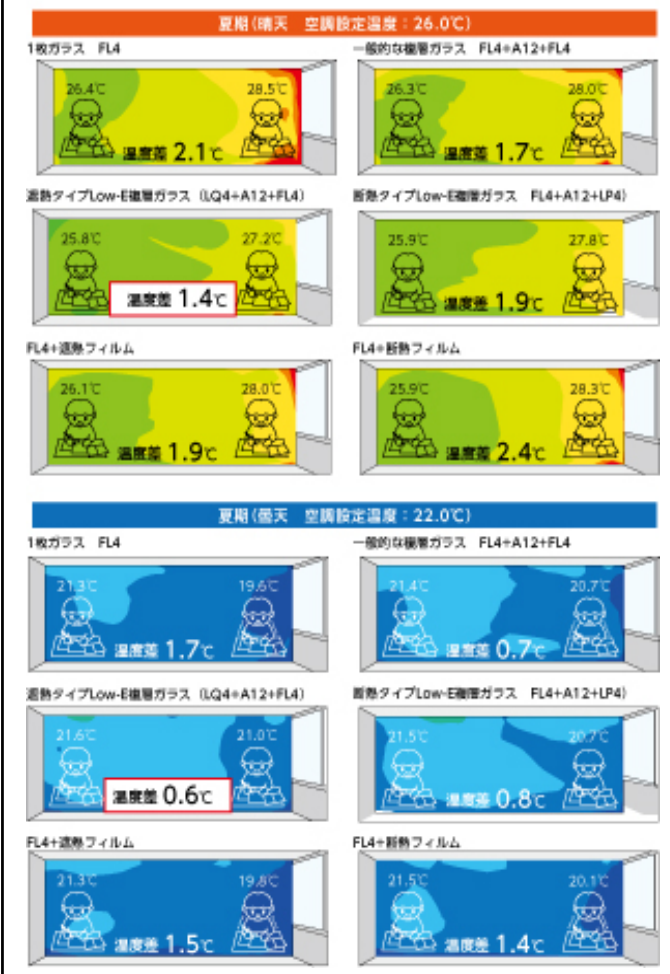 夏期(晴天　空調設定温度：26.0℃)
1枚ガラス　FL4
一般的な複層ガラス　FL4+A12+FL4
26.4℃
28.5℃
温度差 2.1℃
26.3℃
28.0℃
温度差 1.7℃
遮熱タイプLow-E複層ガラス（LQ4+A12+FL4）
断熱タイプLow-E複層ガラス　FL4+A12+LP4)
25.8℃
27.2℃
温度差 1.4℃
25.9℃
27.8℃
温度差 1.9℃
FL4+遮熱フィルム
FL4+断熱フィルム
26.1℃
28.0℃
温度差 1.9℃
25.9℃
28.3℃
温度差 2.4℃
夏期(曇天　空調設定温度：22.0℃)
1枚ガラス　FL4
一般的な複層ガラス　FL4+A12+FL4
21.3℃
19.6℃
温度差 1.7℃
21.4℃
20.7℃
温度差 0.7℃
遮熱タイプLow-E複層ガラス（LQ4+A12+FL4）
断熱タイプLow-E複層ガラス　FL4+A12+LP4)
21.6℃
21.0℃
温度差 0.6℃
21.5℃
20.7℃
温度差 0.8℃
FL4+遮熱フィルム
FL4+断熱フィルム
21.3℃
19.8℃
温度差 1.5℃
21.5℃
20.1℃
温度差 1.4℃